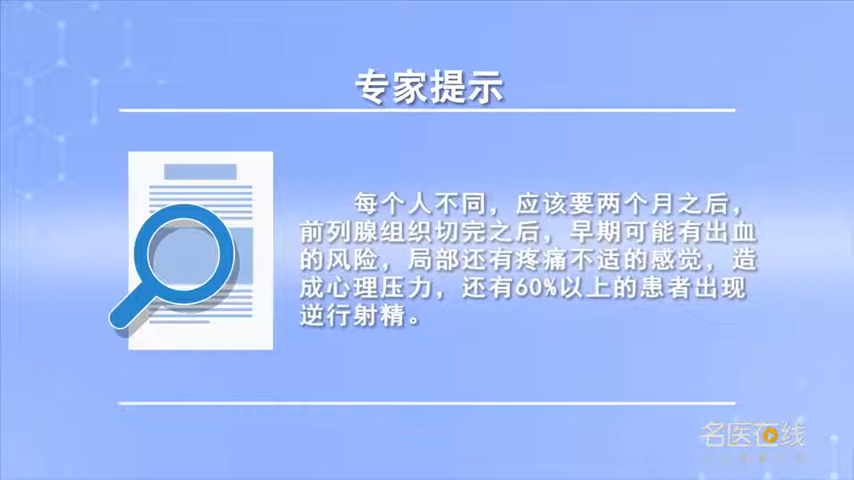 专家提示
每个人不同，应该要两个月之后，
前列腺组织切完之后，早期可能有出血
的风险，局部还有疼痛不适的感觉，造
成心理压力，还有60%以上的患者出现
逆行射精。
名医在线